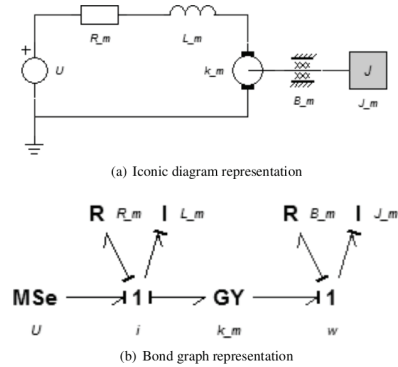 R_m L_m
+
U k_m J
B_m J_m
(a) Iconic diagram representation
R R_m I L_m R B_m I J_m
MSe 1 GY 1
U i k_m w
(b) Bond graph representation